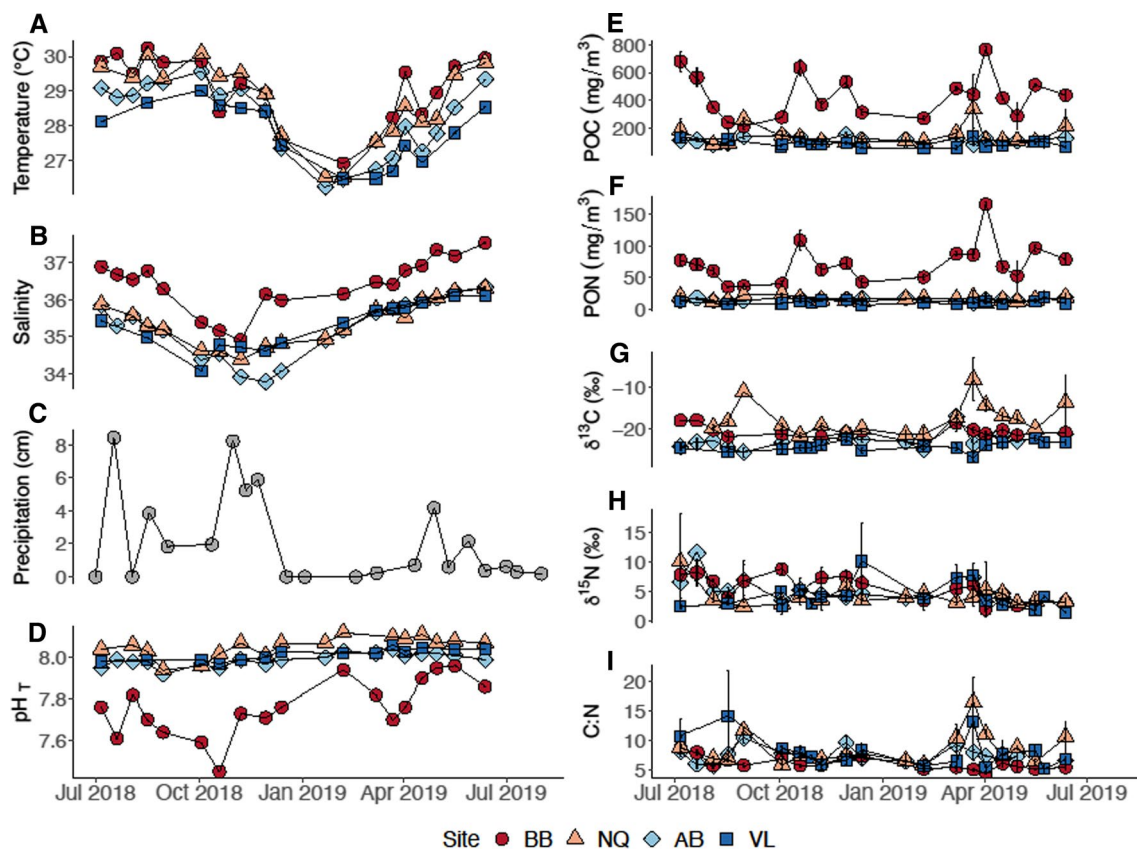 A
Temperature (°C)
30
29
28
27
B
Salinity
37
36
35
34
C
Precipitation (cm)
8
6
4
2
0
D
pH T
8.0
7.8
7.6
Jul 2018
Oct 2018
Jan 2019
Apr 2019
Jul 2019
E
POC (mg/m³)
800
600
400
200
F
PON (mg/m³)
150
100
50
0
G
δ¹³C (‰)
−10
−20
H
δ¹⁵N (‰)
15
10
5
0
I
C:N
20
15
10
5
Jul 2018
Oct 2018
Jan 2019
Apr 2019
Jul 2019
Site BB NQ AB VL